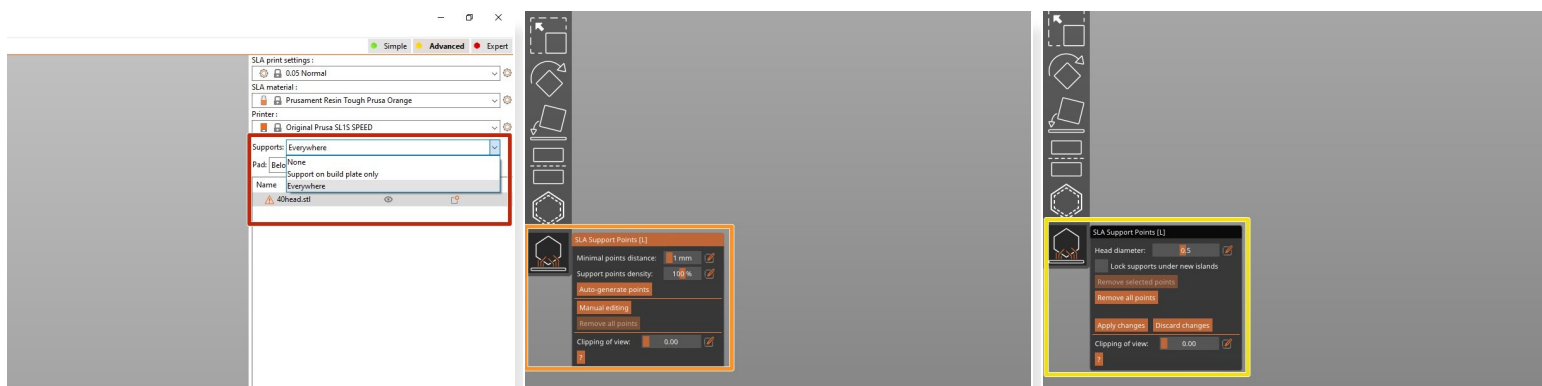 Simple Advanced Expert
SLA print settings :
0.05 Normal
SLA material :
Prusament Resin Tough Prusa Orange
Printer :
Original Prusa SL1S SPEED
Supports: Everywhere
None
Pad: Belo
Support on build plate only
Name Everywhere
40head.stl
SLA Support Points [L]
Minimal points distance: 1 mm
Support points density: 100 %
Auto-generate points
Manual editing
Remove all points
Clipping of view: 0.00
?
SLA Support Points [L]
Head diameter: 0.5
Lock supports under new islands
Remove selected points
Remove all points
Apply changes Discard changes
Clipping of view: 0.00
?